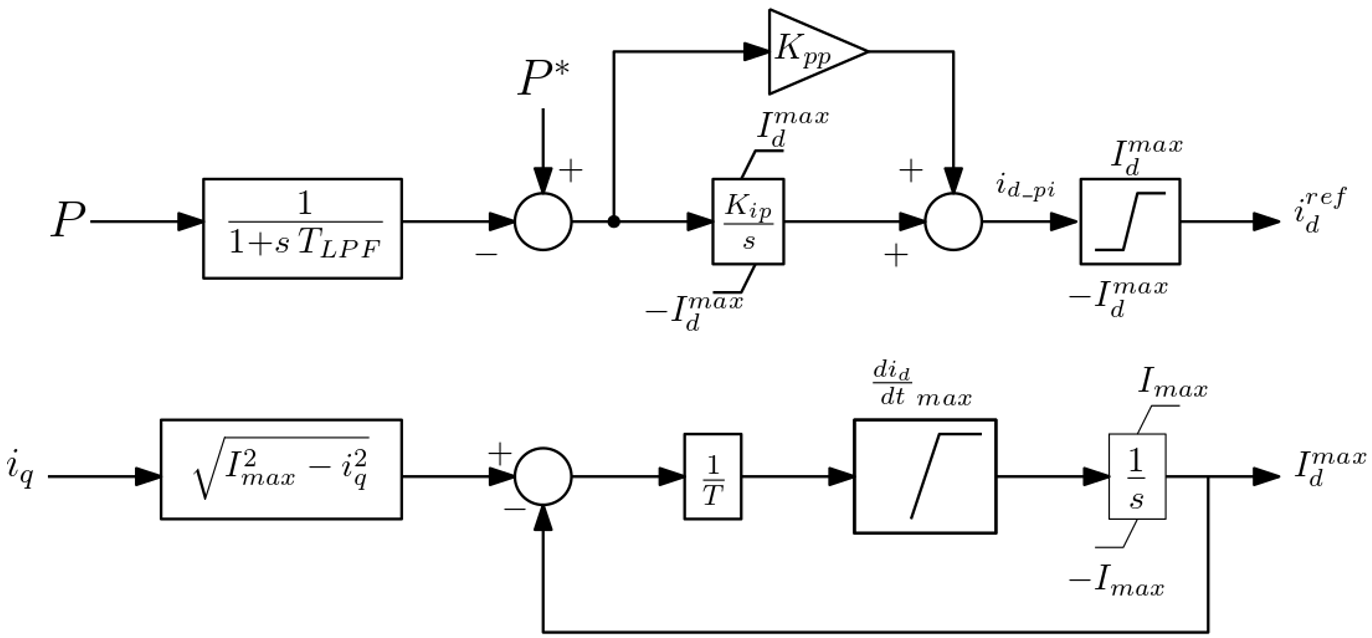 K_{pp}
P^*
I_d^{max}
+
+
I_d^{max}
i_{d\_pi}
P
\frac{1}{1+s\,T_{LPF}}
\frac{K_{ip}}{s}
i_d^{ref}
−
+
−I_d^{max}
−I_d^{max}
\frac{di_d}{dt}_{max}
I_{max}
+
i_q
\sqrt{I_{max}^2 − i_q^2}
\frac{1}{T}
\frac{1}{s}
I_d^{max}
−
−I_{max}